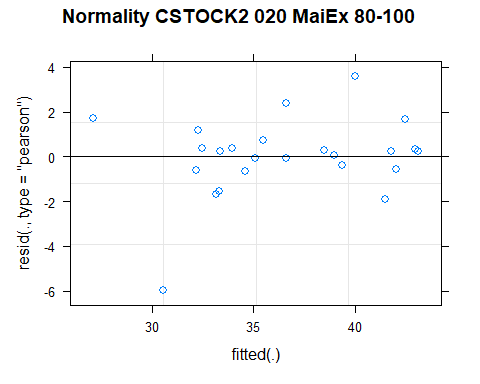 Normality CSTOCK2 020 MaiEx 80-100
4
2
0
-2
-4
-6
resid(., type = "pearson")
30 35 40
fitted(.)